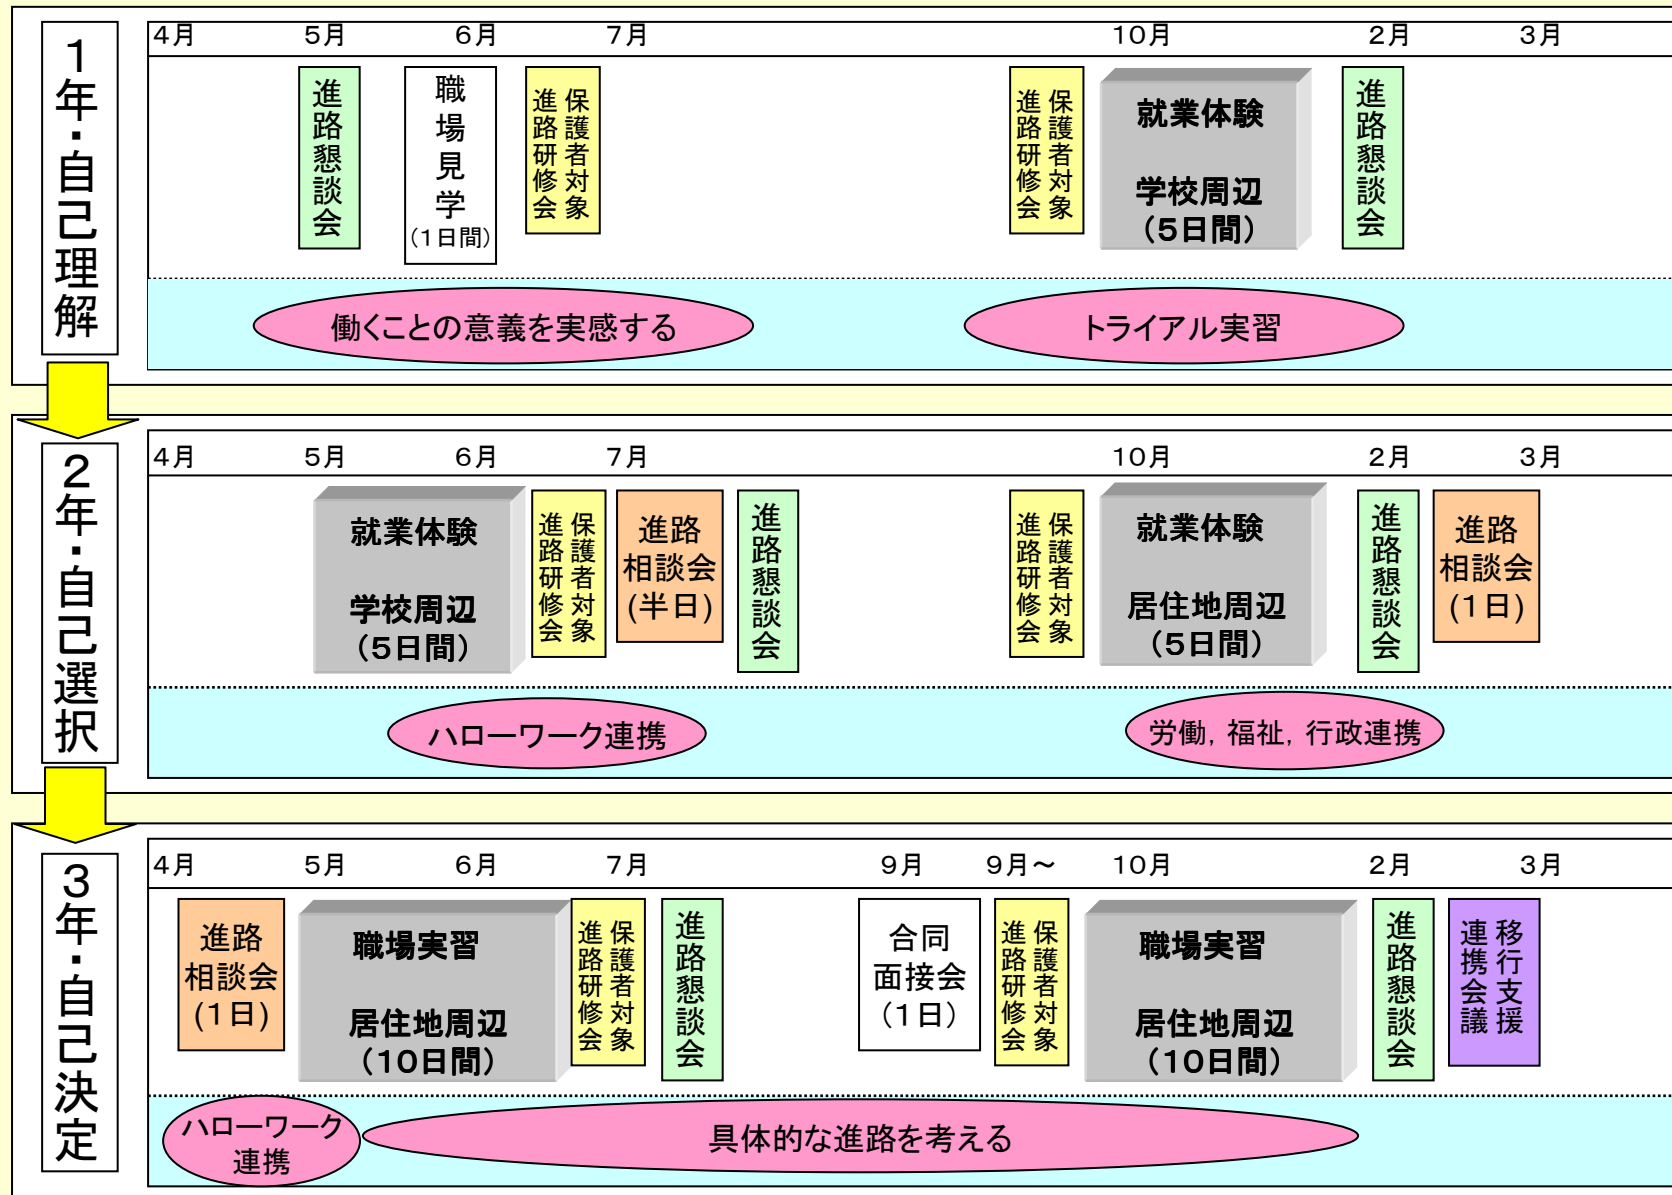 1年・自己理解
4月 5月 6月 7月 10月 2月 3月
進路懇談会
職場見学
(1日間)
保護者対象
進路研修会
保護者対象
進路研修会
就業体験
学校周辺
(5日間)
進路懇談会
働くことの意義を実感する
トライアル実習
2年・自己選択
4月 5月 6月 7月 10月 2月 3月
就業体験
学校周辺
(5日間)
保護者対象
進路研修会
進路
相談会
(半日)
進路懇談会
保護者対象
進路研修会
就業体験
居住地周辺
(5日間)
進路懇談会
進路
相談会
(1日)
ハローワーク連携
労働,福祉,行政連携
3年・自己決定
4月 5月 6月 7月 9月 9月～ 10月 2月 3月
進路
相談会
(1日)
職場実習
居住地周辺
(10日間)
保護者対象
進路研修会
進路懇談会
合同
面接会
(1日)
保護者対象
進路研修会
職場実習
居住地周辺
(10日間)
進路懇談会
移行支援
連携会議
ハローワーク
連携
具体的な進路を考える